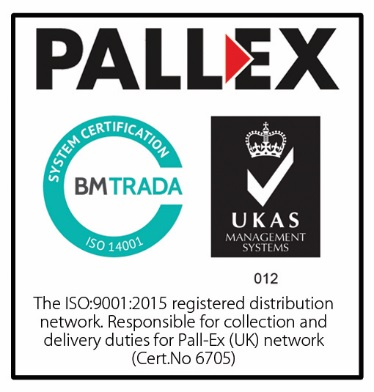 PALLEX
SYSTEM CERTIFICATION
BMTRADA
ISO 14001
UKAS
MANAGEMENT
SYSTEMS
012
The ISO:9001:2015 registered distribution
network. Responsible for collection and
delivery duties for Pall-Ex (UK) network
(Cert.No 6705)